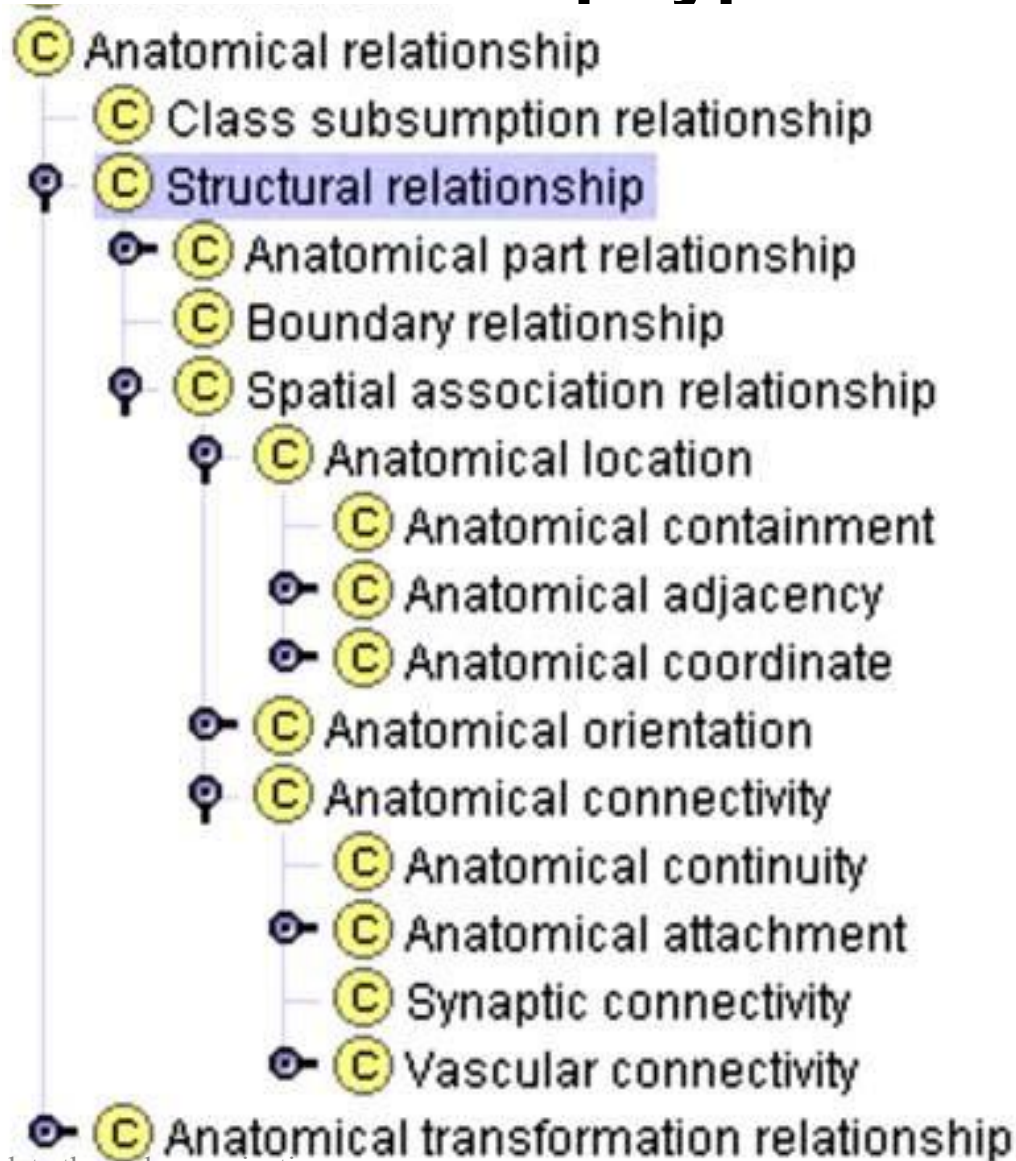 C Anatomical relationship
C Class subsumption relationship
C Structural relationship
C Anatomical part relationship
C Boundary relationship
C Spatial association relationship
C Anatomical location
C Anatomical containment
C Anatomical adjacency
C Anatomical coordinate
C Anatomical orientation
C Anatomical connectivity
C Anatomical continuity
C Anatomical attachment
C Synaptic connectivity
C Vascular connectivity
C Anatomical transformation relationship